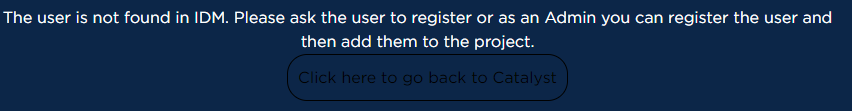 The user is not found in IDM. Please ask the user to register or as an Admin you can register the user and
then add them to the project.
Click here to go back to Catalyst